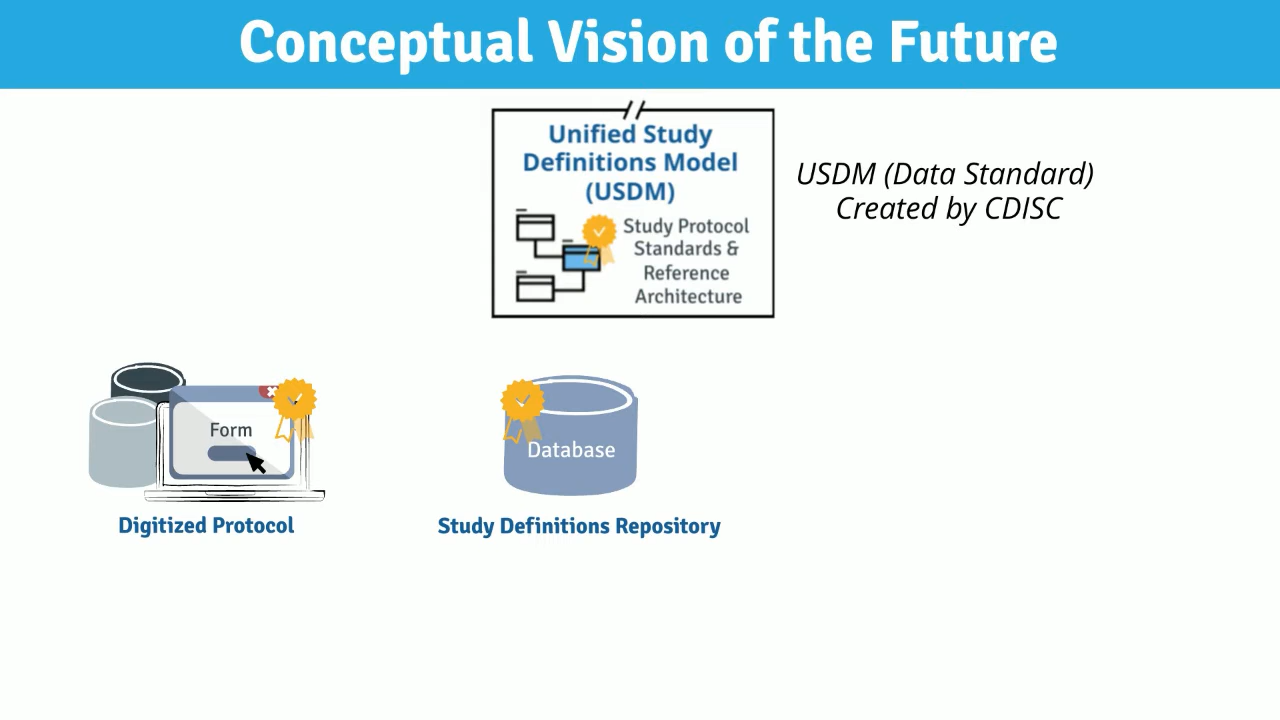 Conceptual Vision of the Future
Unified Study
Definitions Model
(USDM)
Study Protocol
Standards &
Reference
Architecture
USDM (Data Standard)
Created by CDISC
Form
Database
Digitized Protocol
Study Definitions Repository